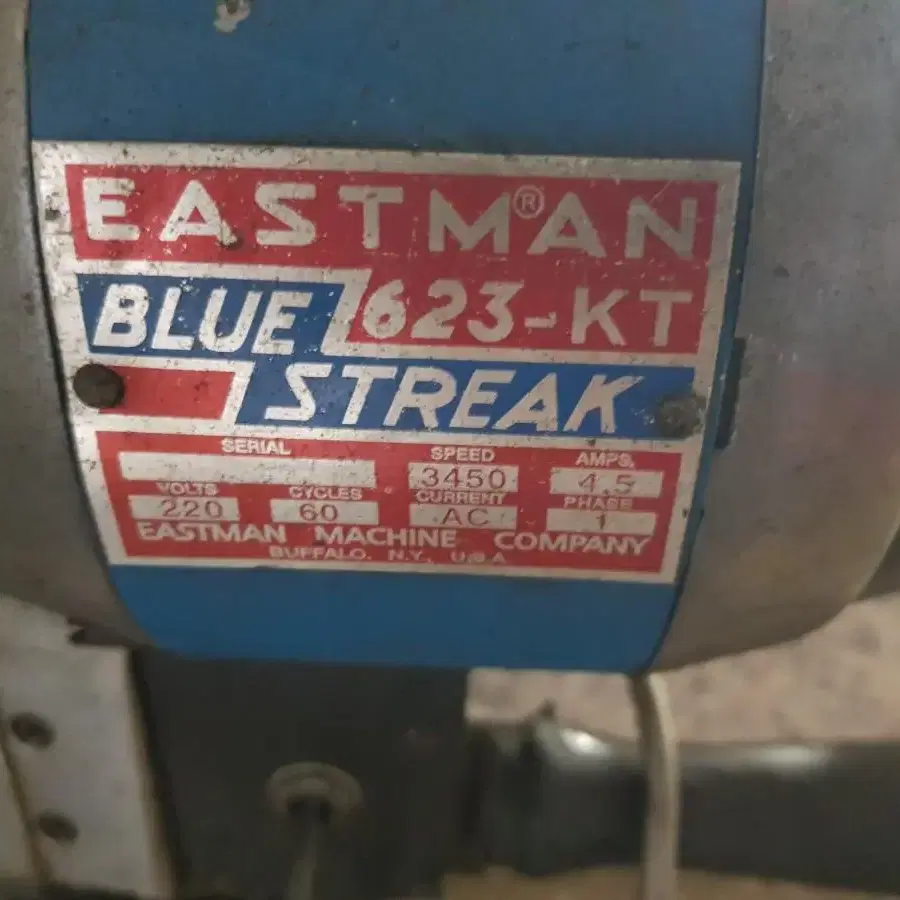 EASTMAN®
BLUE 623-KT
STREAK
SERIAL SPEED AMPS.
3450 4.5
VOLTS CYCLES CURRENT PHASE
220 60 AC 1
EASTMAN MACHINE COMPANY
BUFFALO, N.Y., U.S.A